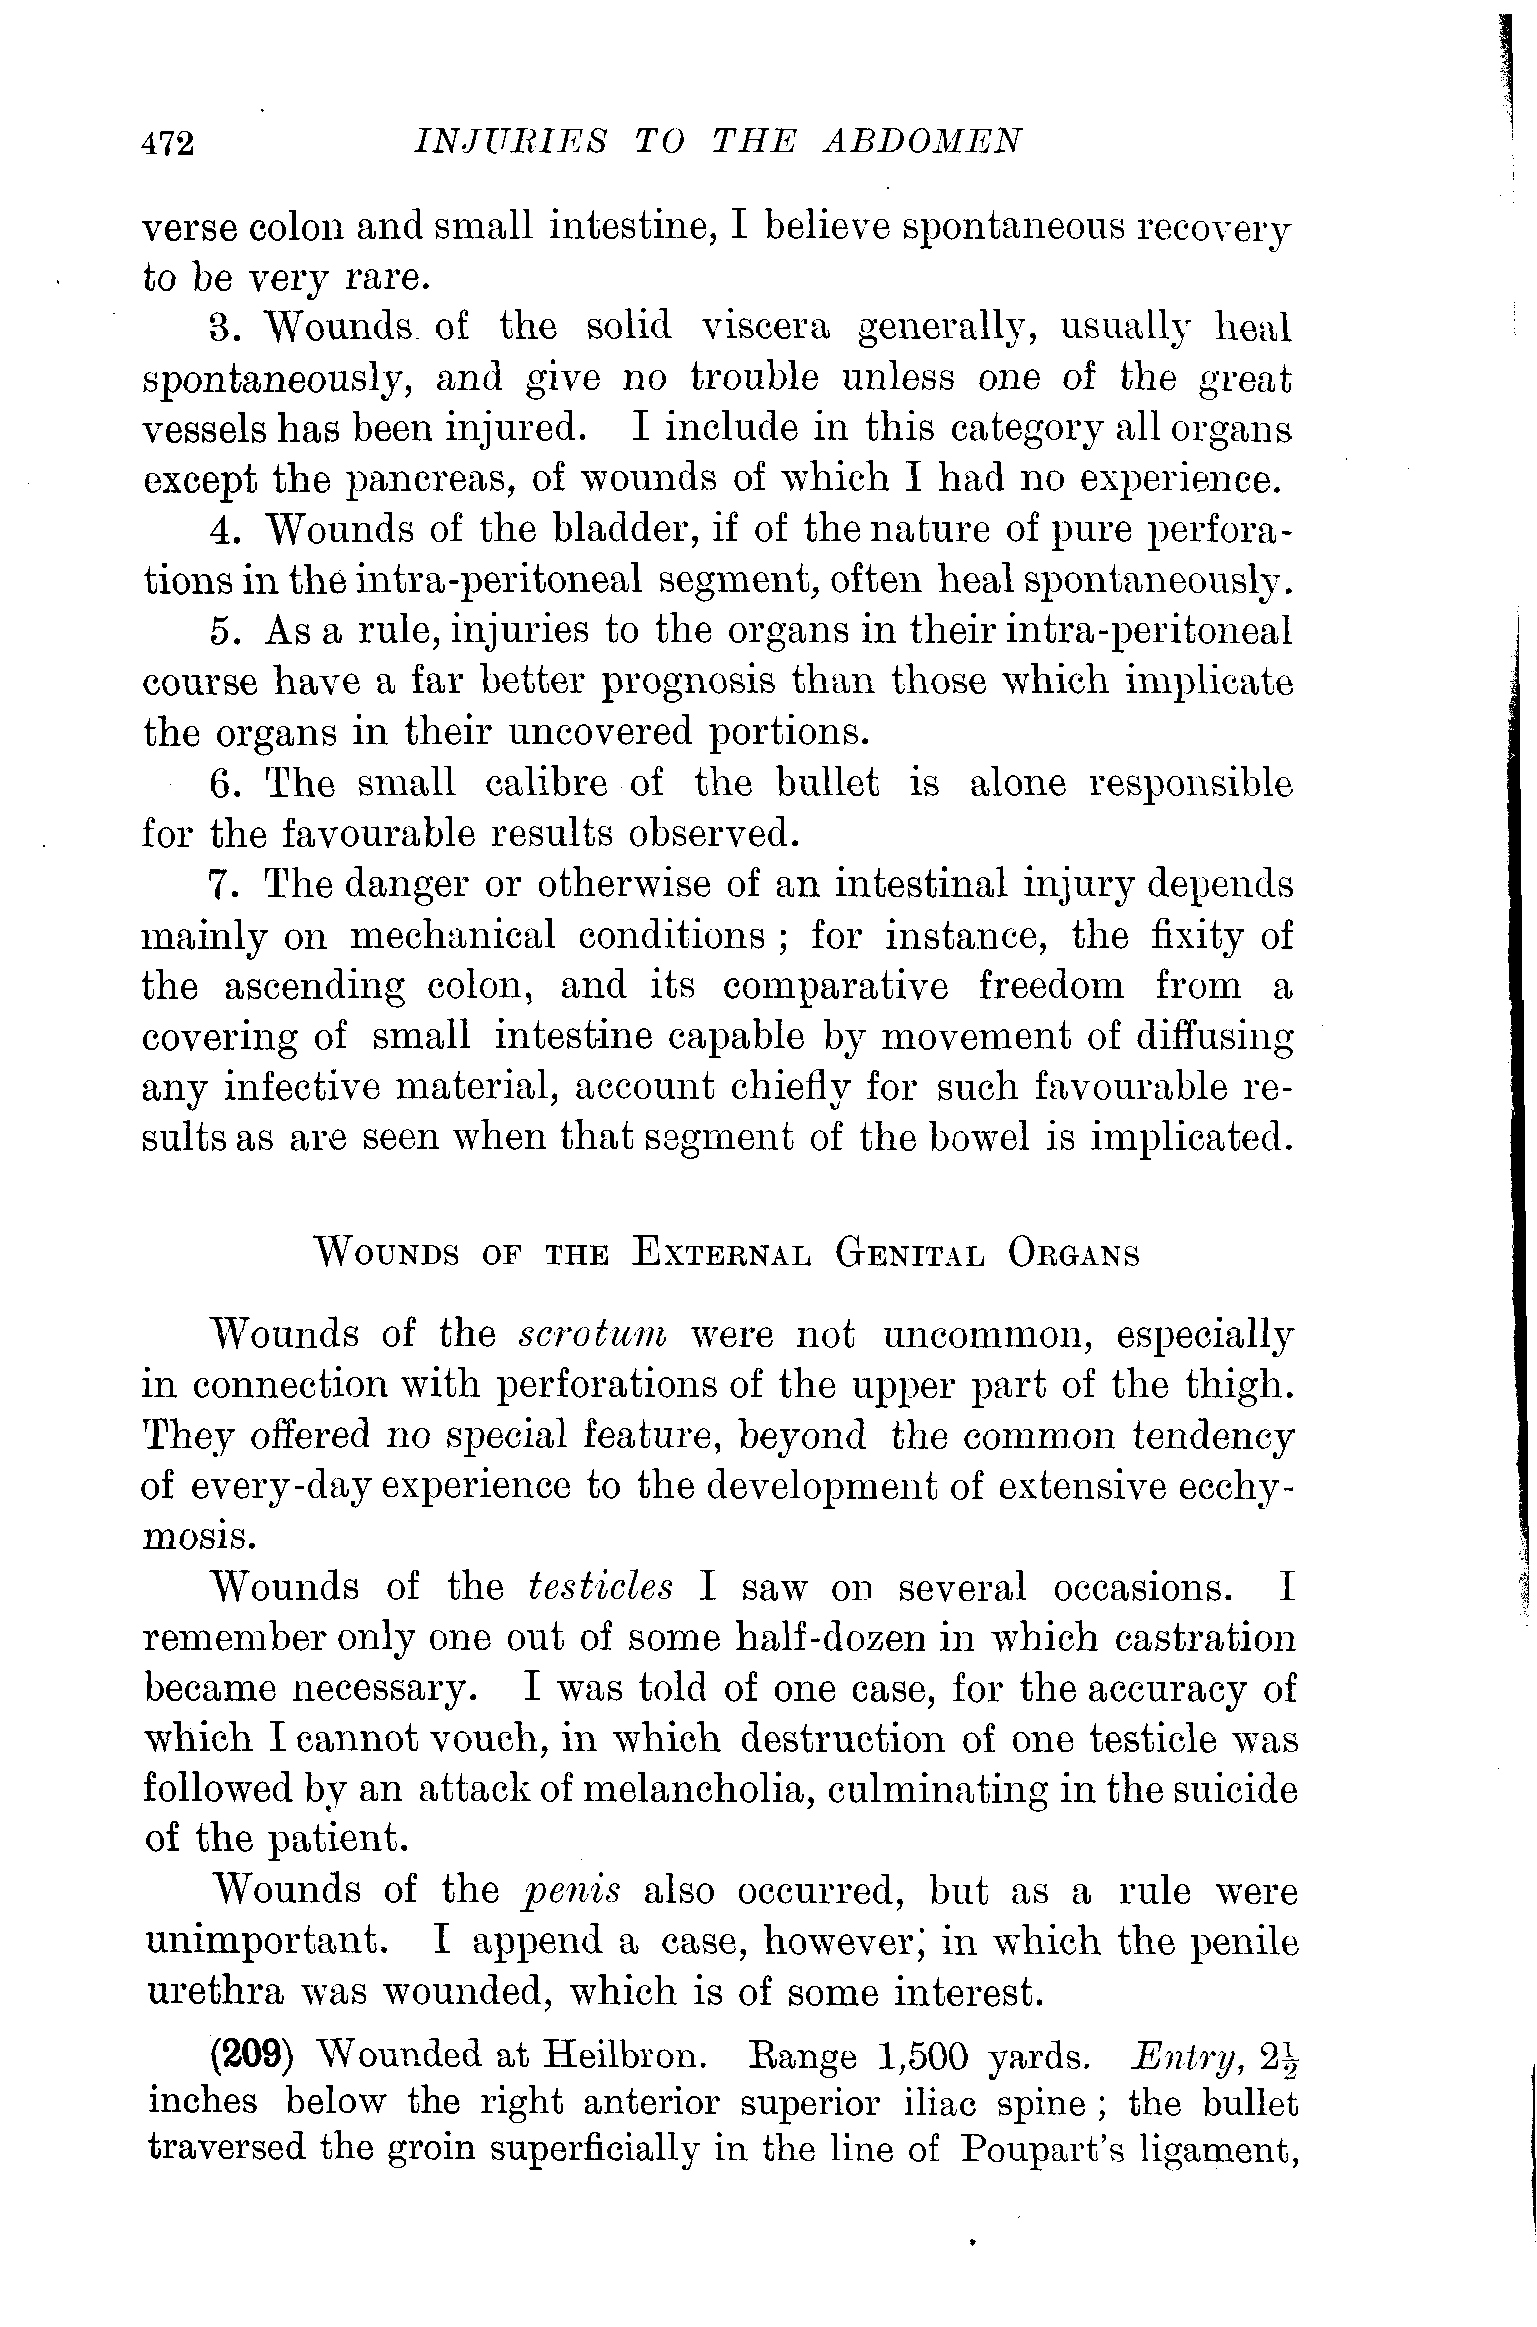 472 INJURIES TO THE ABDOMEN
verse colon and small intestine, I believe spontaneous recovery
to be very rare.
3. Wounds of the solid viscera generally, usually heal
spontaneously, and give no trouble unless one of the great
vessels has been injured. I include in this category all organs
except the pancreas, of wounds of which I had no experience.
4. Wounds of the bladder, if of the nature of pure perfora-
tions in the intra-peritoneal segment, often heal spontaneously.
5. As a rule, injuries to the organs in their intra-peritoneal
course have a far better prognosis than those which implicate
the organs in their uncovered portions.
6. The small calibre of the bullet is alone responsible
for the favourable results observed.
7. The danger or otherwise of an intestinal injury depends
mainly on mechanical conditions ; for instance, the fixity of
the ascending colon, and its comparative freedom from a
covering of small intestine capable by movement of diffusing
any infective material, account chiefly for such favourable re-
sults as are seen when that segment of the bowel is implicated.
WOUNDS OF THE EXTERNAL GENITAL ORGANS
Wounds of the scrotum were not uncommon, especially
in connection with perforations of the upper part of the thigh.
They offered no special feature, beyond the common tendency
of every-day experience to the development of extensive ecchy-
mosis.
Wounds of the testicles I saw on several occasions. I
remember only one out of some half-dozen in which castration
became necessary. I was told of one case, for the accuracy of
which I cannot vouch, in which destruction of one testicle was
followed by an attack of melancholia, culminating in the suicide
of the patient.
Wounds of the penis also occurred, but as a rule were
unimportant. I append a case, however, in which the penile
urethra was wounded, which is of some interest.
(209) Wounded at Heilbron. Range 1,500 yards. Entry, 2½
inches below the right anterior superior iliac spine ; the bullet
traversed the groin superficially in the line of Poupart's ligament,